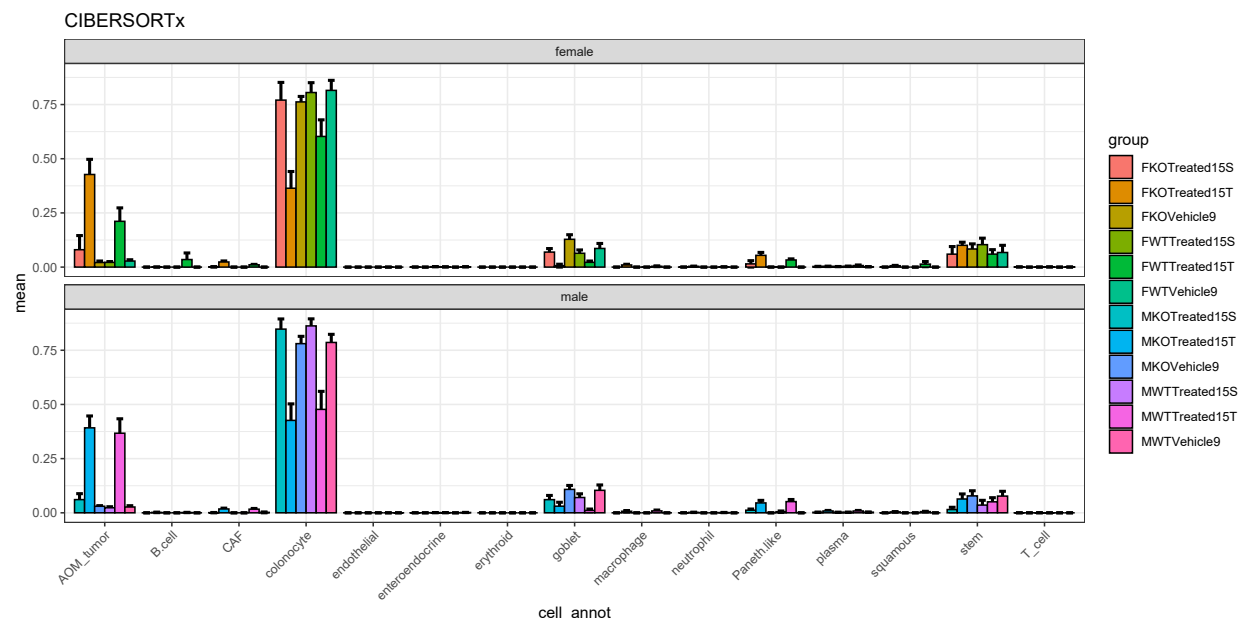 CIBERSORTx
female
0.75
0.50
0.25
0.00
mean
male
0.75
0.50
0.25
0.00
AOM_tumor
B.cell
CAF
colonocyte
endothelial
enteroendocrine
erythroid
goblet
macrophage
neutrophil
Paneth.like
plasma
squamous
stem
T_cell
cell_annot
group
FKOTreated15S
FKOTreated15T
FKOVehicle9
FWTTreated15S
FWTTreated15T
FWTVehicle9
MKOTreated15S
MKOTreated15T
MKOVehicle9
MWTTreated15S
MWTTreated15T
MWTVehicle9